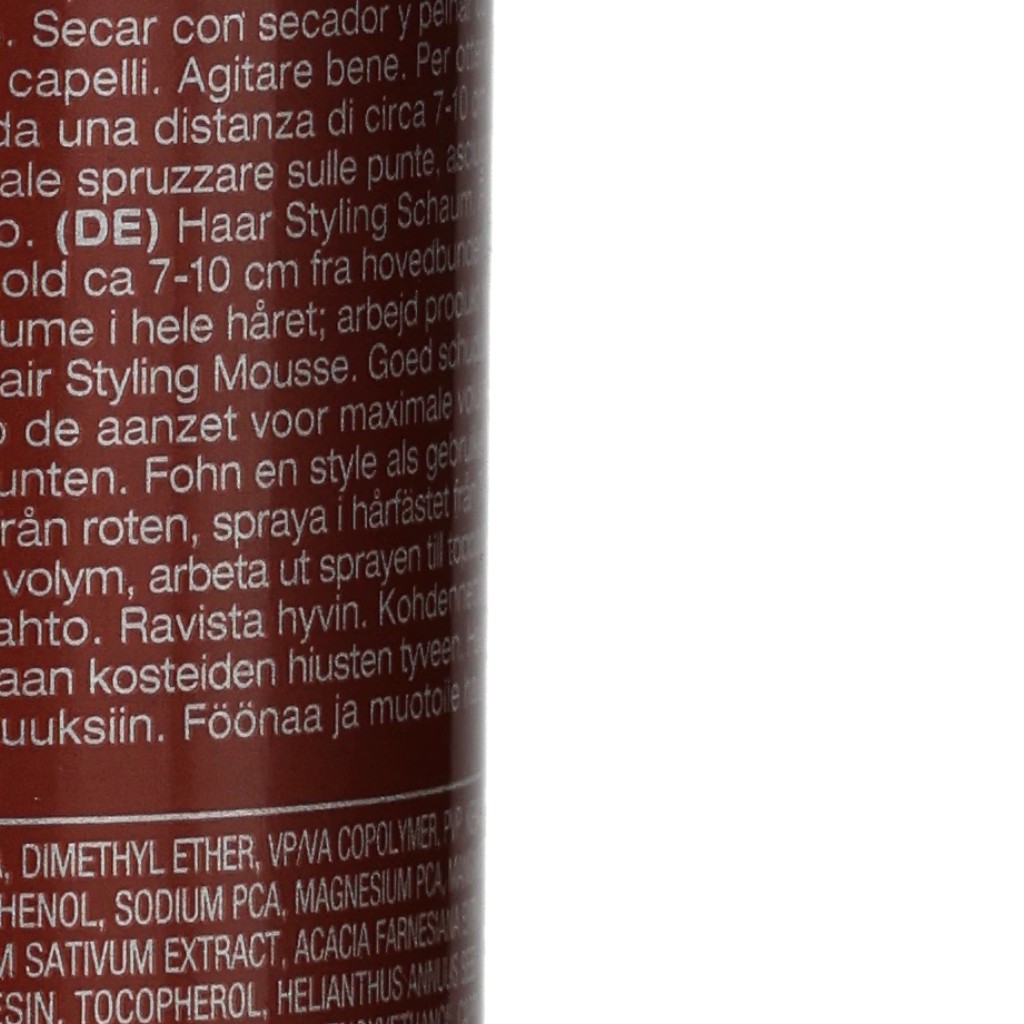 . Secar con secador y peinar
capelli. Agitare bene. Per
da una distanza di circa 7-10
ale spruzzare sulle punte,
o. (DE) Haar Styling Schaum.
old ca 7-10 cm fra
ume i hele håret; arbejd
air Styling Mousse. Goed
o de aanzet voor maximale
unten. Fohn en style als
rån roten, spraya i hårfästet från
volym, arbeta ut sprayen till
ahto. Ravista hyvin.
aan kosteiden hiusten tyveen.
uuksiin. Föönaa ja muotoile
, DIMETHYL ETHER, VP/VA COPOLYMER,
HENOL, SODIUM PCA, MAGNESIUM PCA,
M SATIVUM EXTRACT, ACACIA FARNESIANA
ESIN, TOCOPHEROL, HELIANTHUS ANNUUS